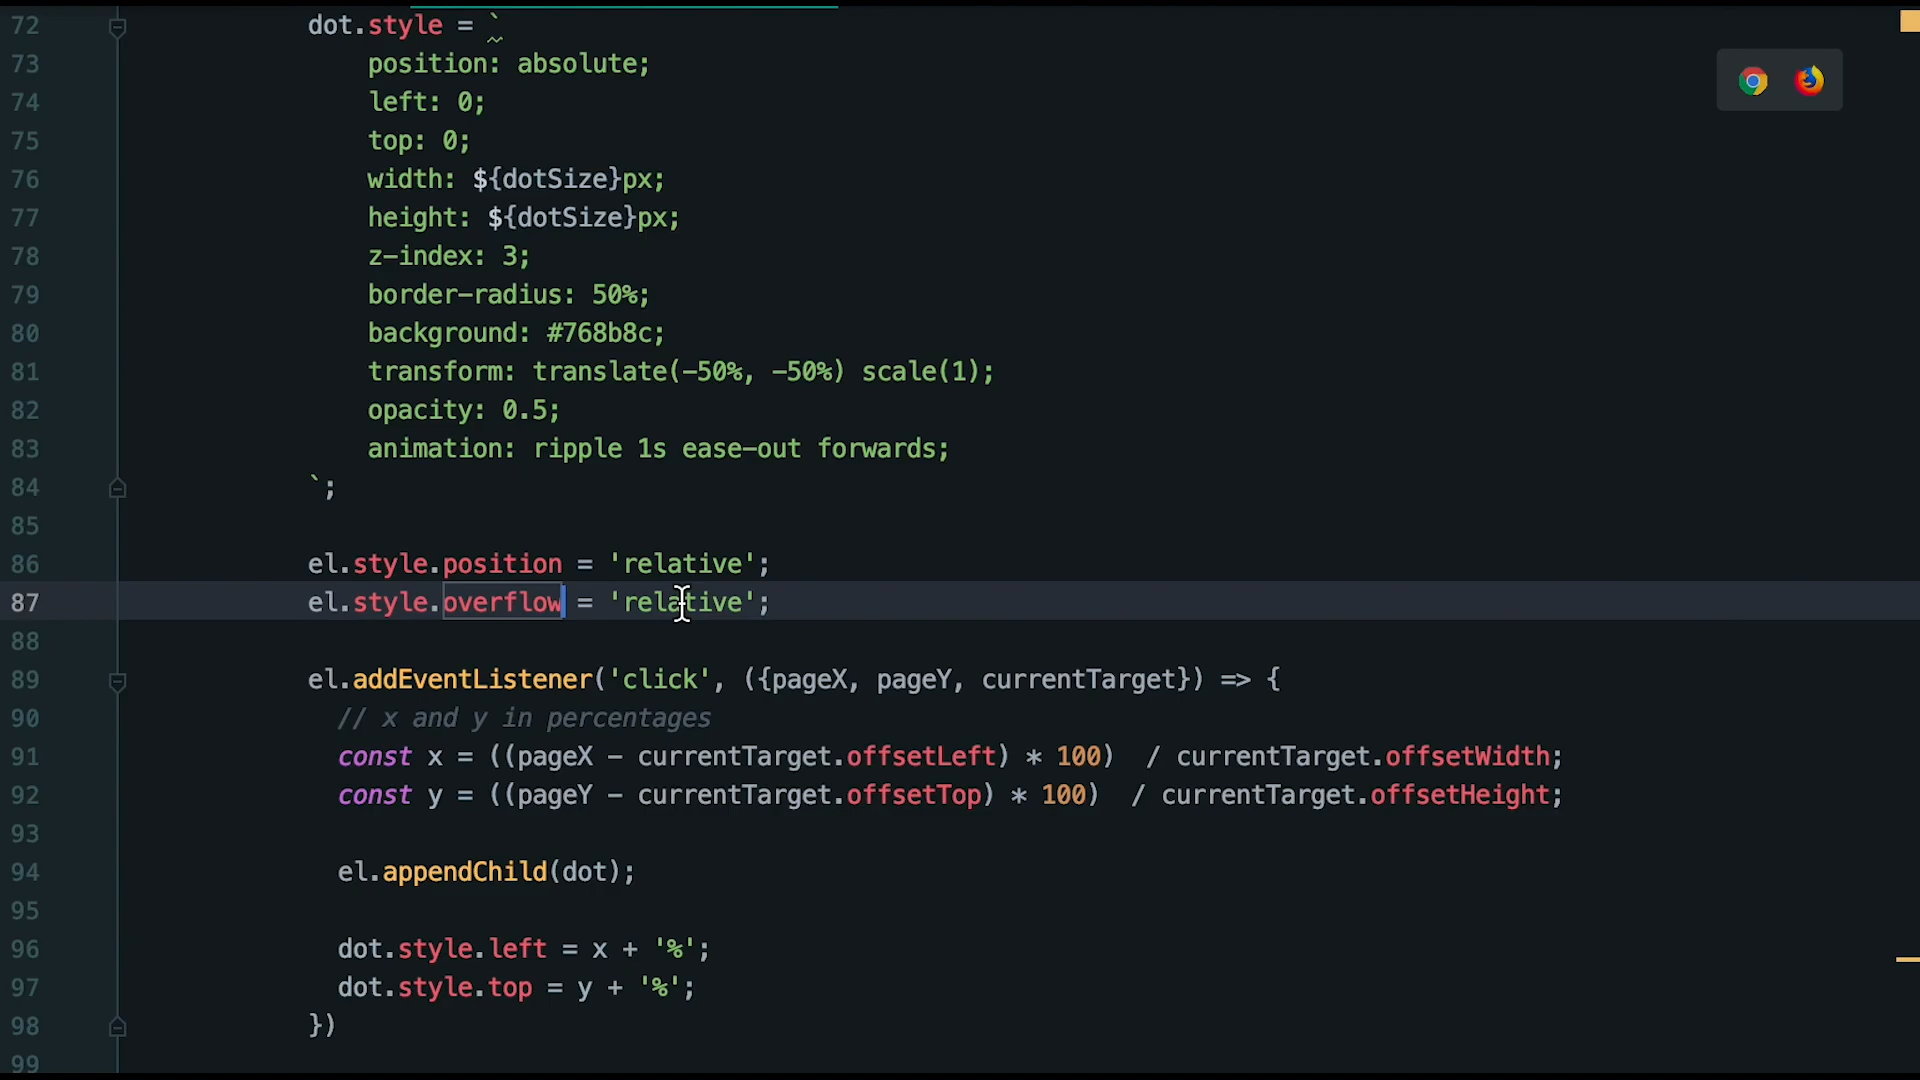 72 dot.style = `
73 position: absolute;
74 left: 0;
75 top: 0;
76 width: ${dotSize}px;
77 height: ${dotSize}px;
78 z-index: 3;
79 border-radius: 50%;
80 background: #768b8c;
81 transform: translate(-50%, -50%) scale(1);
82 opacity: 0.5;
83 animation: ripple 1s ease-out forwards;
84 `;
85
86 el.style.position = 'relative';
87 el.style.overflow = 'relative';
88
89 el.addEventListener('click', ({pageX, pageY, currentTarget}) => {
90 // x and y in percentages
91 const x = ((pageX - currentTarget.offsetLeft) * 100)  / currentTarget.offsetWidth;
92 const y = ((pageY - currentTarget.offsetTop) * 100)  / currentTarget.offsetHeight;
93
94 el.appendChild(dot);
95
96 dot.style.left = x + '%';
97 dot.style.top = y + '%';
98 })
99